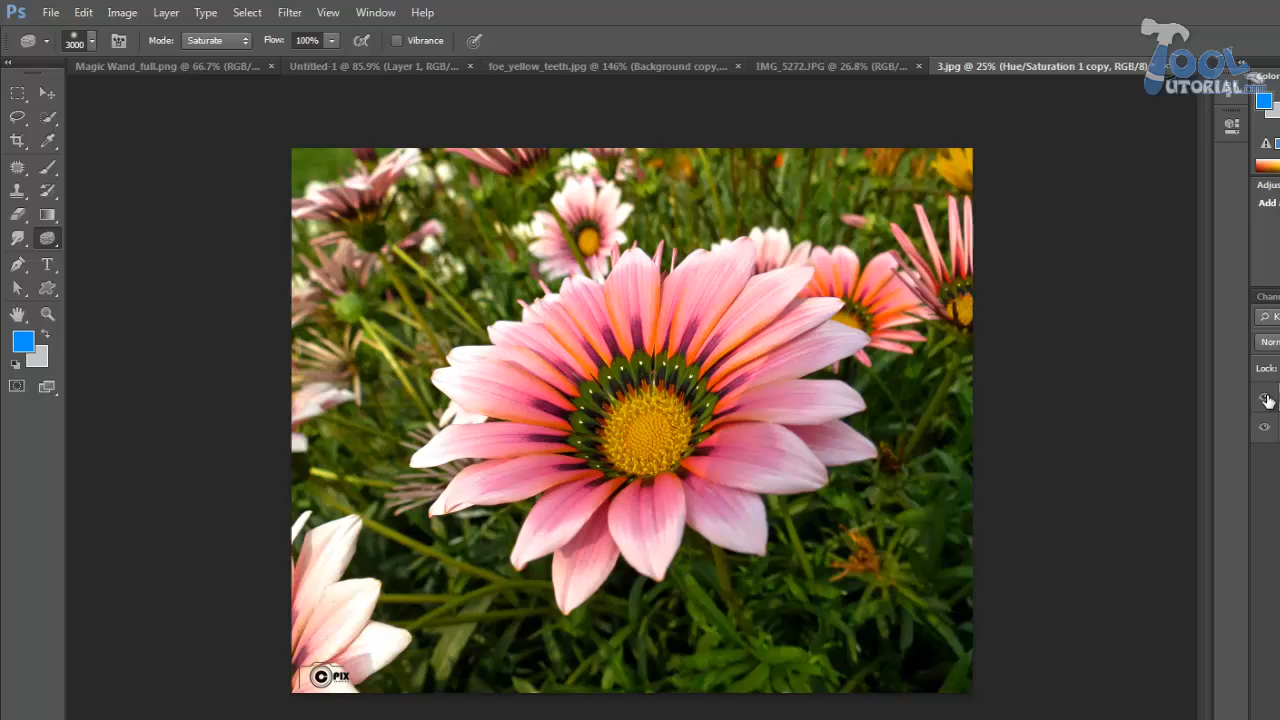 Ps File Edit Image Layer Type Select Filter View Window Help
3000 Mode: Saturate Flow: 100% Vibrance
Magic Wand_full.png @ 66.7% (RGB/... × Untitled-1 @ 85.9% (Layer 1, RGB/... × foe_yellow_teeth.jpg @ 146% (Background copy,... × IMG_5272.JPG @ 26.8% (RGB/... × 3.jpg @ 25% (Hue/Saturation 1 copy, RGB/8)
TOOL
TUTORIAL.COM
Color
Adjus
Add a
Chann
K
Norm
Lock:
T
C PIX